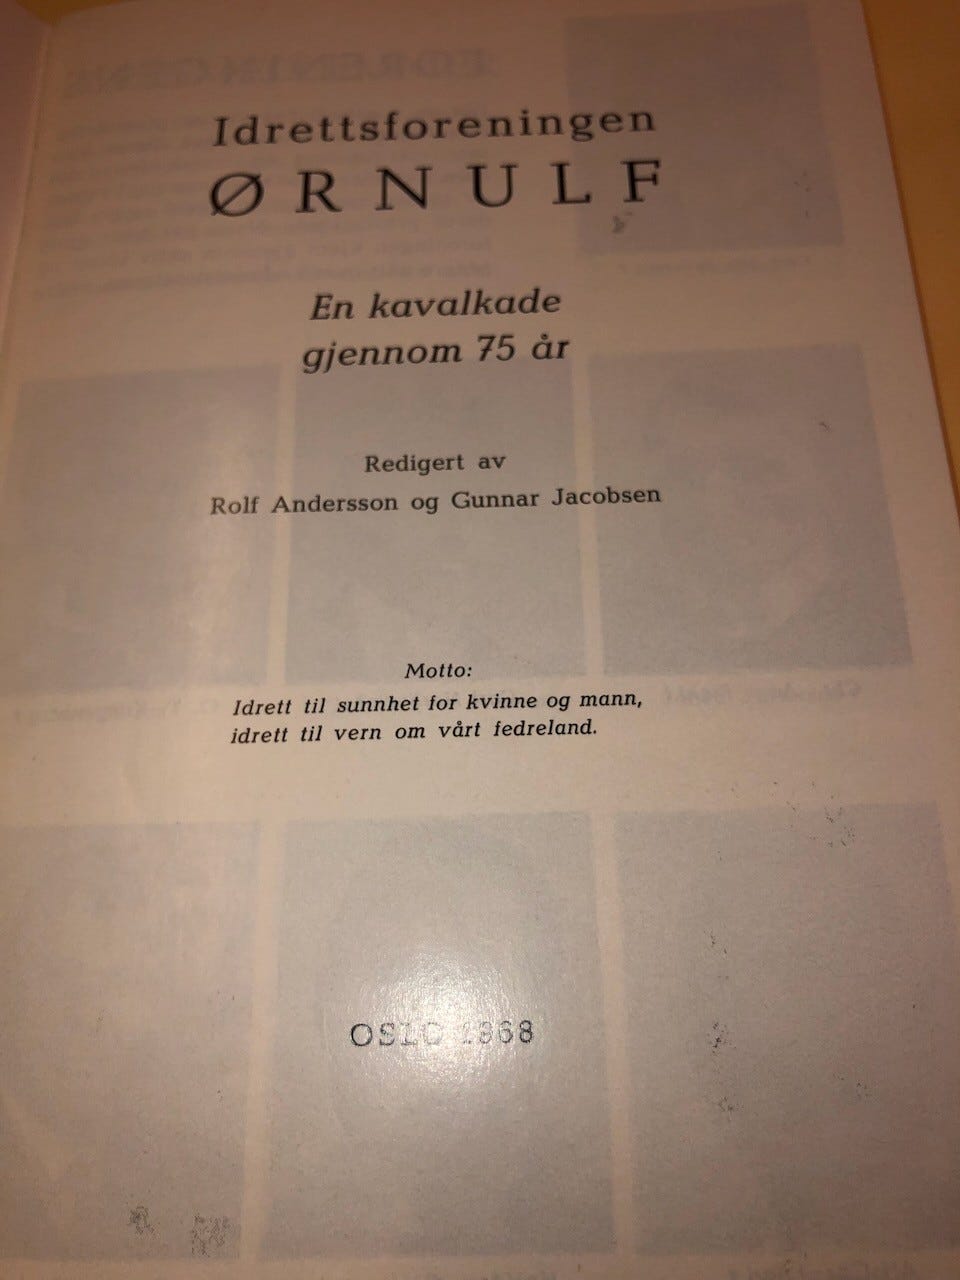 Idrettsforeningen
ØRNULF
En kavalkade
gjennom 75 år
Redigert av
Rolf Andersson og Gunnar Jacobsen
Motto:
Idrett til sunnhet for kvinne og mann,
idrett til vern om vårt fedreland.
OSLO